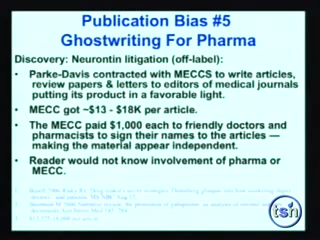 Publication Bias #5
Ghostwriting For Pharma
Discovery: Neurontin litigation (off-label):
• Parke-Davis contracted with MECCS to write articles,
review papers & letters to editors of medical journals
putting its product in a favorable light.
• MECC got ~$13 - $18K per article.
• The MECC paid $1,000 each to friendly doctors and
pharmacists to sign their names to the articles —
making the material appear independent.
• Reader would not know involvement of pharma or
MECC.
tsh